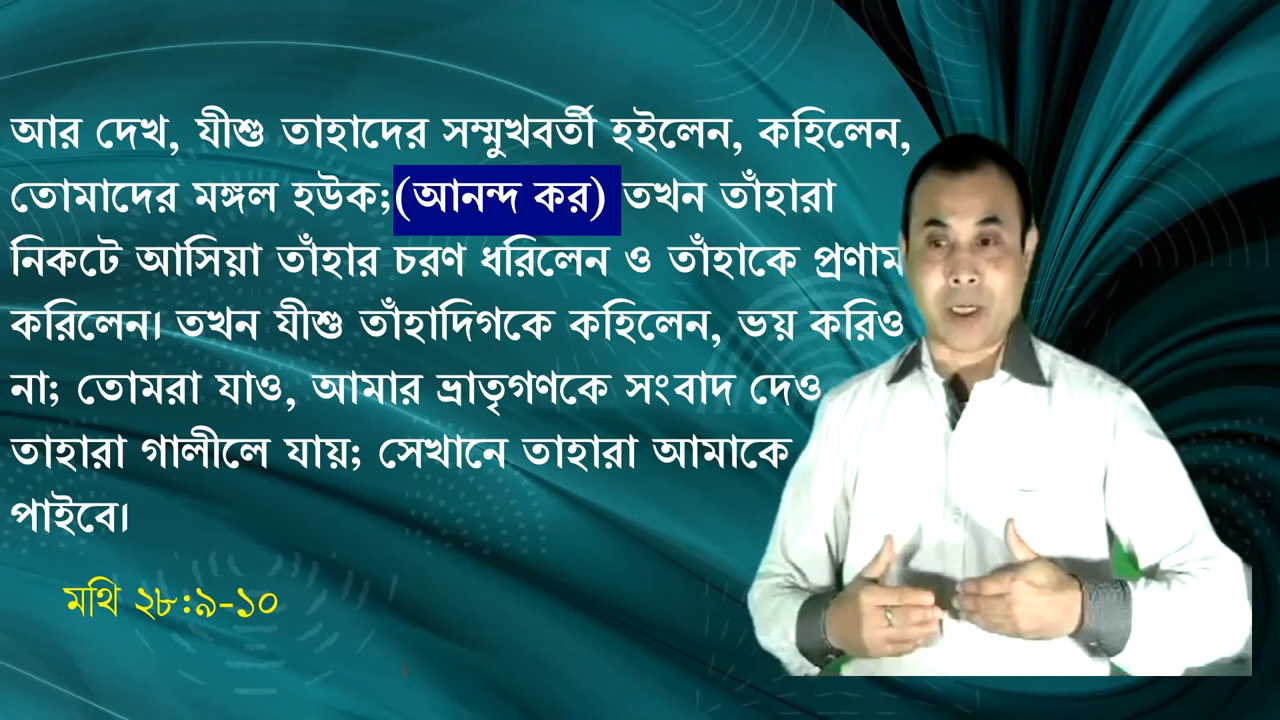 আর দেখ, যীশু তাহাদের সম্মুখবর্তী হইলেন, কহিলেন,
তোমাদের মঙ্গল হউক;(আনন্দ কর) তখন তাঁহারা
নিকটে আসিয়া তাঁহার চরণ ধরিলেন ও তাঁহাকে প্রণাম
করিলেন। তখন যীশু তাঁহাদিগকে কহিলেন, ভয় করিও
না; তোমরা যাও, আমার ভ্রাতৃগণকে সংবাদ দেও
তাহারা গালীলে যায়; সেখানে তাহারা আমাকে
পাইবে।
মথি ২৮:৯-১০